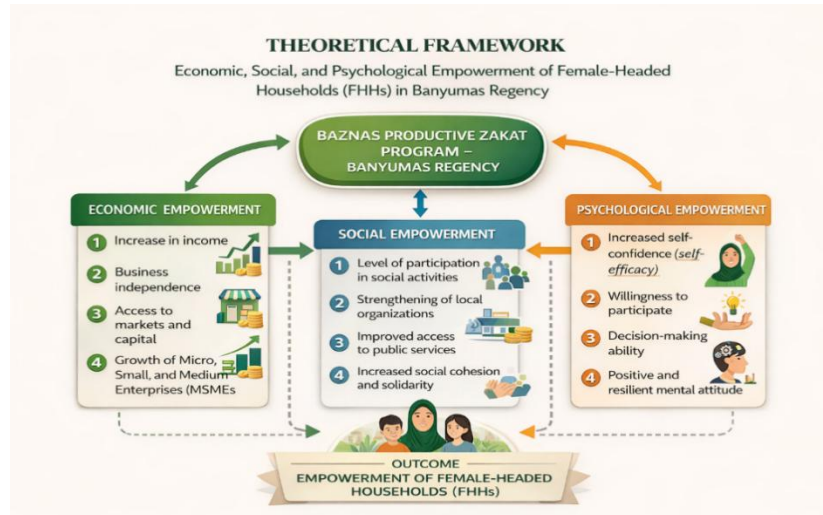 THEORETICAL FRAMEWORK
Economic, Social, and Psychological Empowerment of Female-Headed
Households (FHHs) in Banyumas Regency
BAZNAS PRODUCTIVE ZAKAT
PROGRAM –
BANYUMAS REGENCY
ECONOMIC EMPOWERMENT
1 Increase in income
2 Business
independence
3 Access to
markets and
capital
4 Growth of Micro,
Small, and Medium
Enterprises (MSMEs
SOCIAL EMPOWERMENT
1 Level of participation
in social activities
2 Strengthening of local
organizations
3 Improved access
to public services
4 Increased social cohesion
and solidarity
PSYCHOLOGICAL EMPOWERMENT
1 Increased self-
confidence (self-
efficacy)
2 Willingness to
participate
3 Decision-making
ability
4 Positive and
resilient mental attitude
OUTCOME
EMPOWERMENT OF FEMALE-HEADED
HOUSEHOLDS (FHHs)